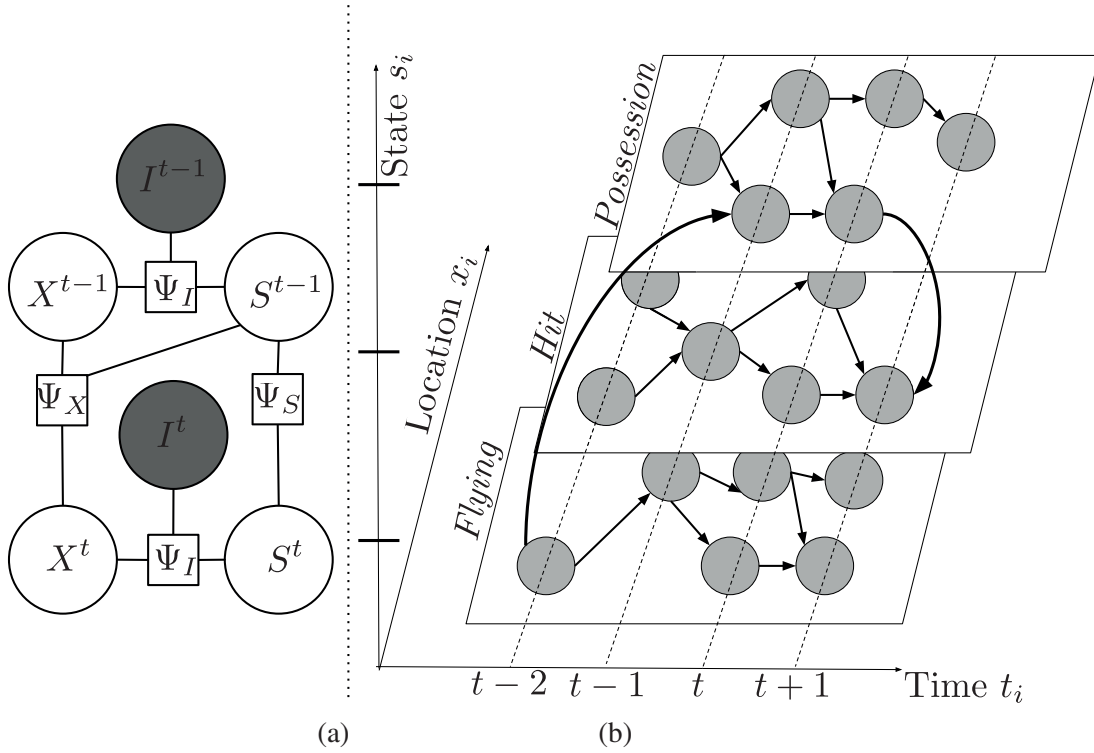 I^{t-1}
X^{t-1}
Ψ_I
S^{t-1}
Ψ_X
Ψ_S
I^t
X^t
Ψ_I
S^t
(a)
State s_i
Location x_i
Possession
Hit
Flying
t − 2
t − 1
t
t + 1
Time t_i
(b)